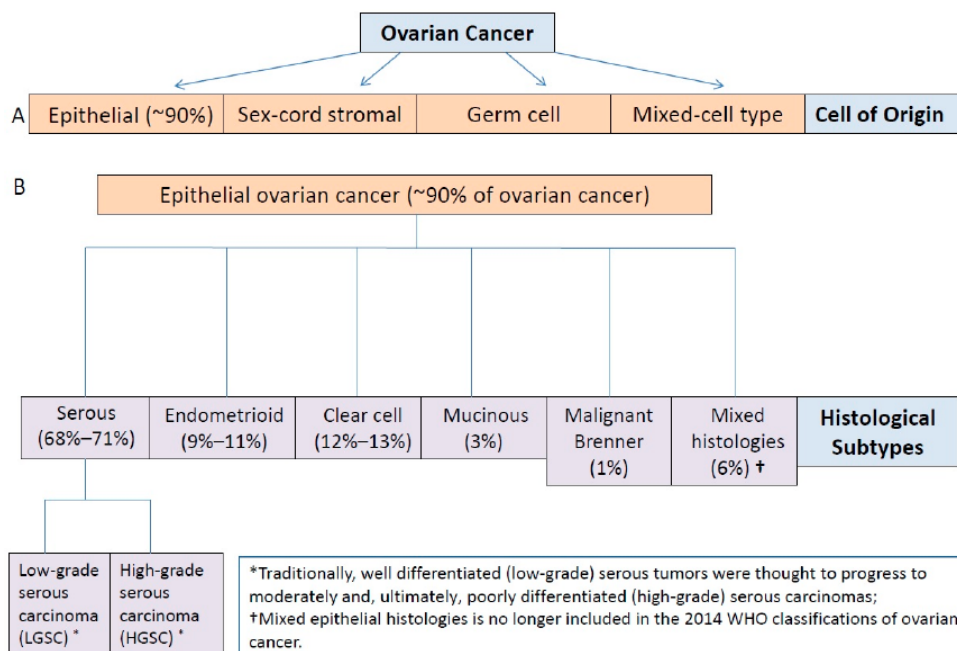 Ovarian Cancer
A
Epithelial (~90%)
Sex-cord stromal
Germ cell
Mixed-cell type
Cell of Origin
B
Epithelial ovarian cancer (~90% of ovarian cancer)
Serous
(68%–71%)
Endometrioid
(9%–11%)
Clear cell
(12%–13%)
Mucinous
(3%)
Malignant
Brenner
(1%)
Mixed
histologies
(6%) †
Histological
Subtypes
Low-grade
serous
carcinoma
(LGSC) *
High-grade
serous
carcinoma
(HGSC) *
*Traditionally, well differentiated (low-grade) serous tumors were thought to progress to
moderately and, ultimately, poorly differentiated (high-grade) serous carcinomas;
†Mixed epithelial histologies is no longer included in the 2014 WHO classifications of ovarian
cancer.